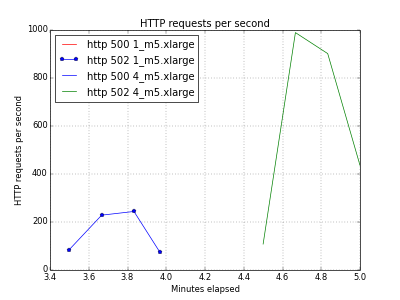 HTTP requests per second
http 500 1_m5.xlarge
http 502 1_m5.xlarge
http 500 4_m5.xlarge
http 502 4_m5.xlarge
HTTP requests per second
1000
800
600
400
200
0
3.4 3.6 3.8 4.0 4.2 4.4 4.6 4.8 5.0
Minutes elapsed